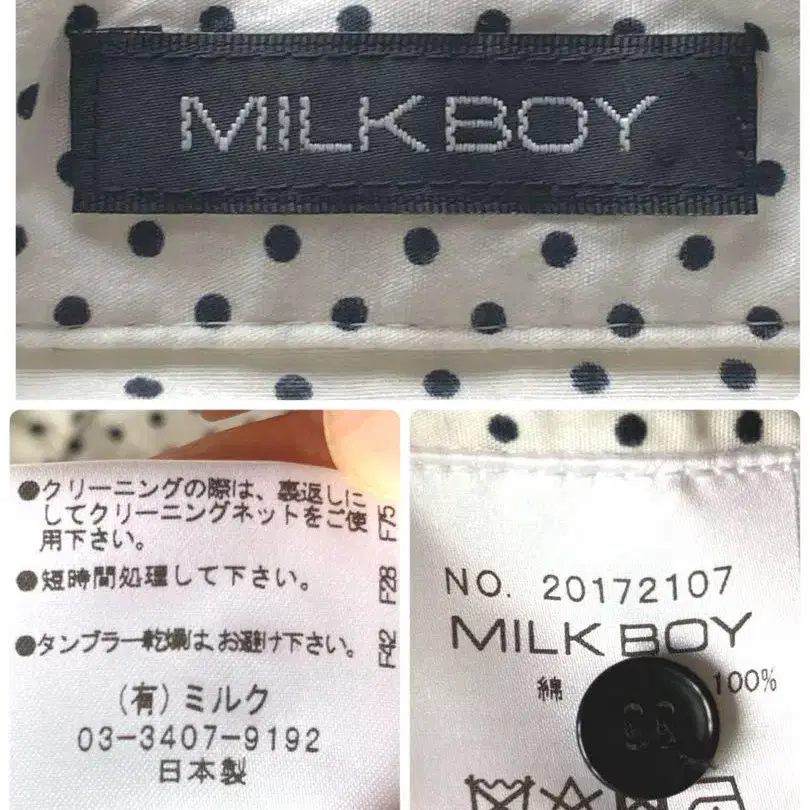 MILK BOY
●クリーニングの際は、裏返しに
してクリーニングネットをご使
用下さい。
●短時間処理して下さい。
●タンブラー乾燥は、お避け下さい。
F75
F28
F42
(有)ミルク
03-3407-9192
日本製
NO. 20172107
MILK BOY
綿 100%